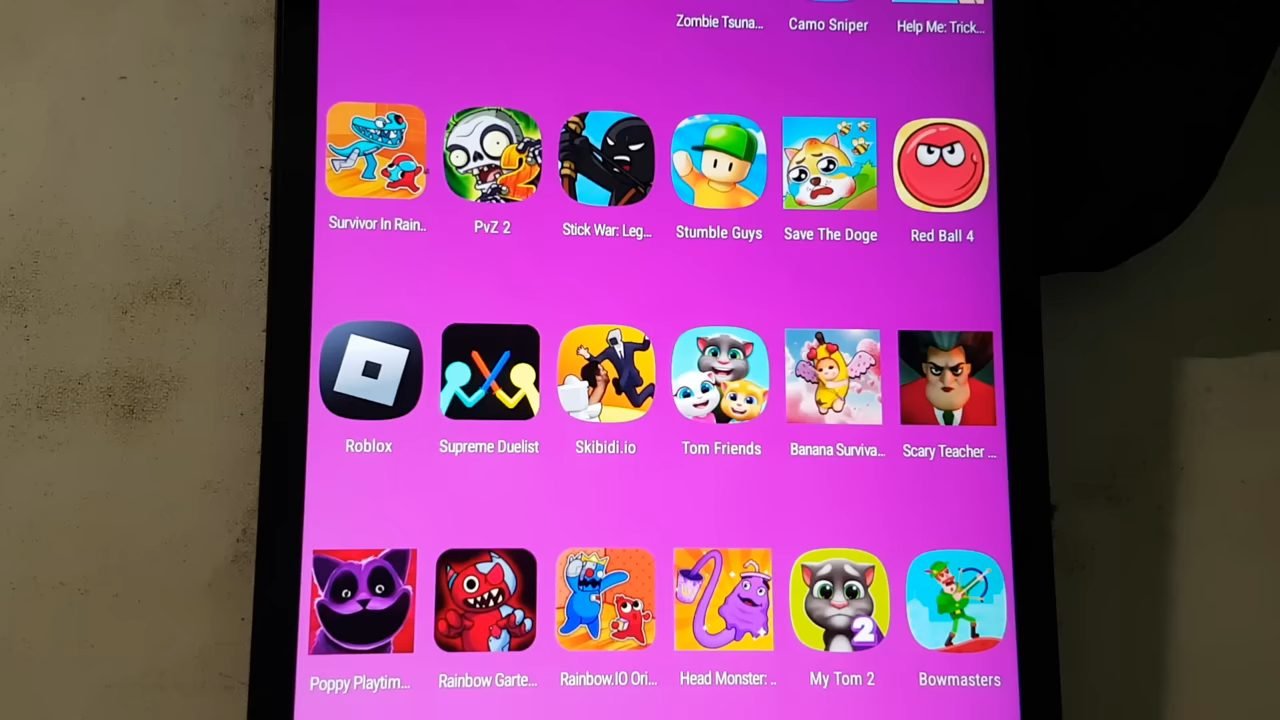 Zombie Tsuna...
Camo Sniper
Help Me: Trick...
Survivor In Rain..
PvZ 2
Stick War: Leg...
Stumble Guys
Save The Doge
Red Ball 4
Roblox
Supreme Duelist
Skibidi.io
Tom Friends
Banana Surviva...
Scary Teacher ...
2
Poppy Playtim...
Rainbow Garte...
Rainbow.IO Ori...
Head Monster: ..
My Tom 2
Bowmasters